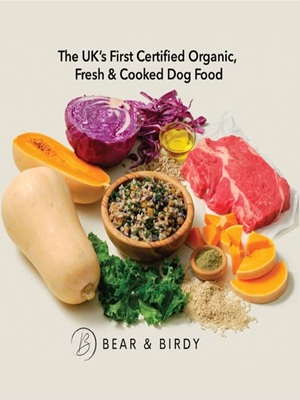 The UK's First Certified Organic,
Fresh & Cooked Dog Food
BEAR & BIRDY